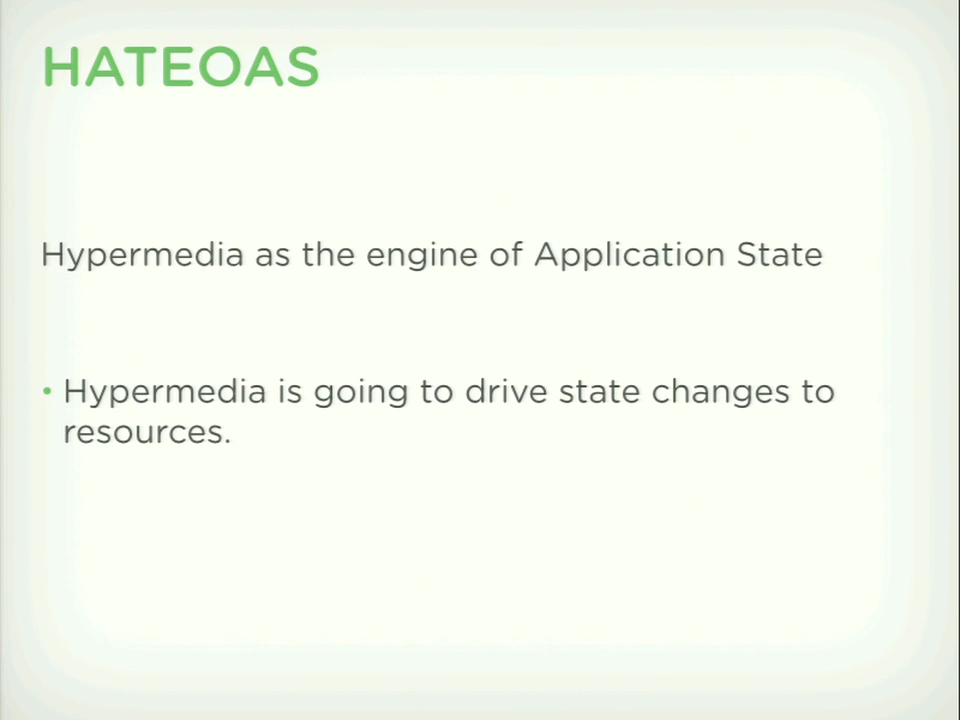 HATEOAS
Hypermedia as the engine of Application State
• Hypermedia is going to drive state changes to
resources.